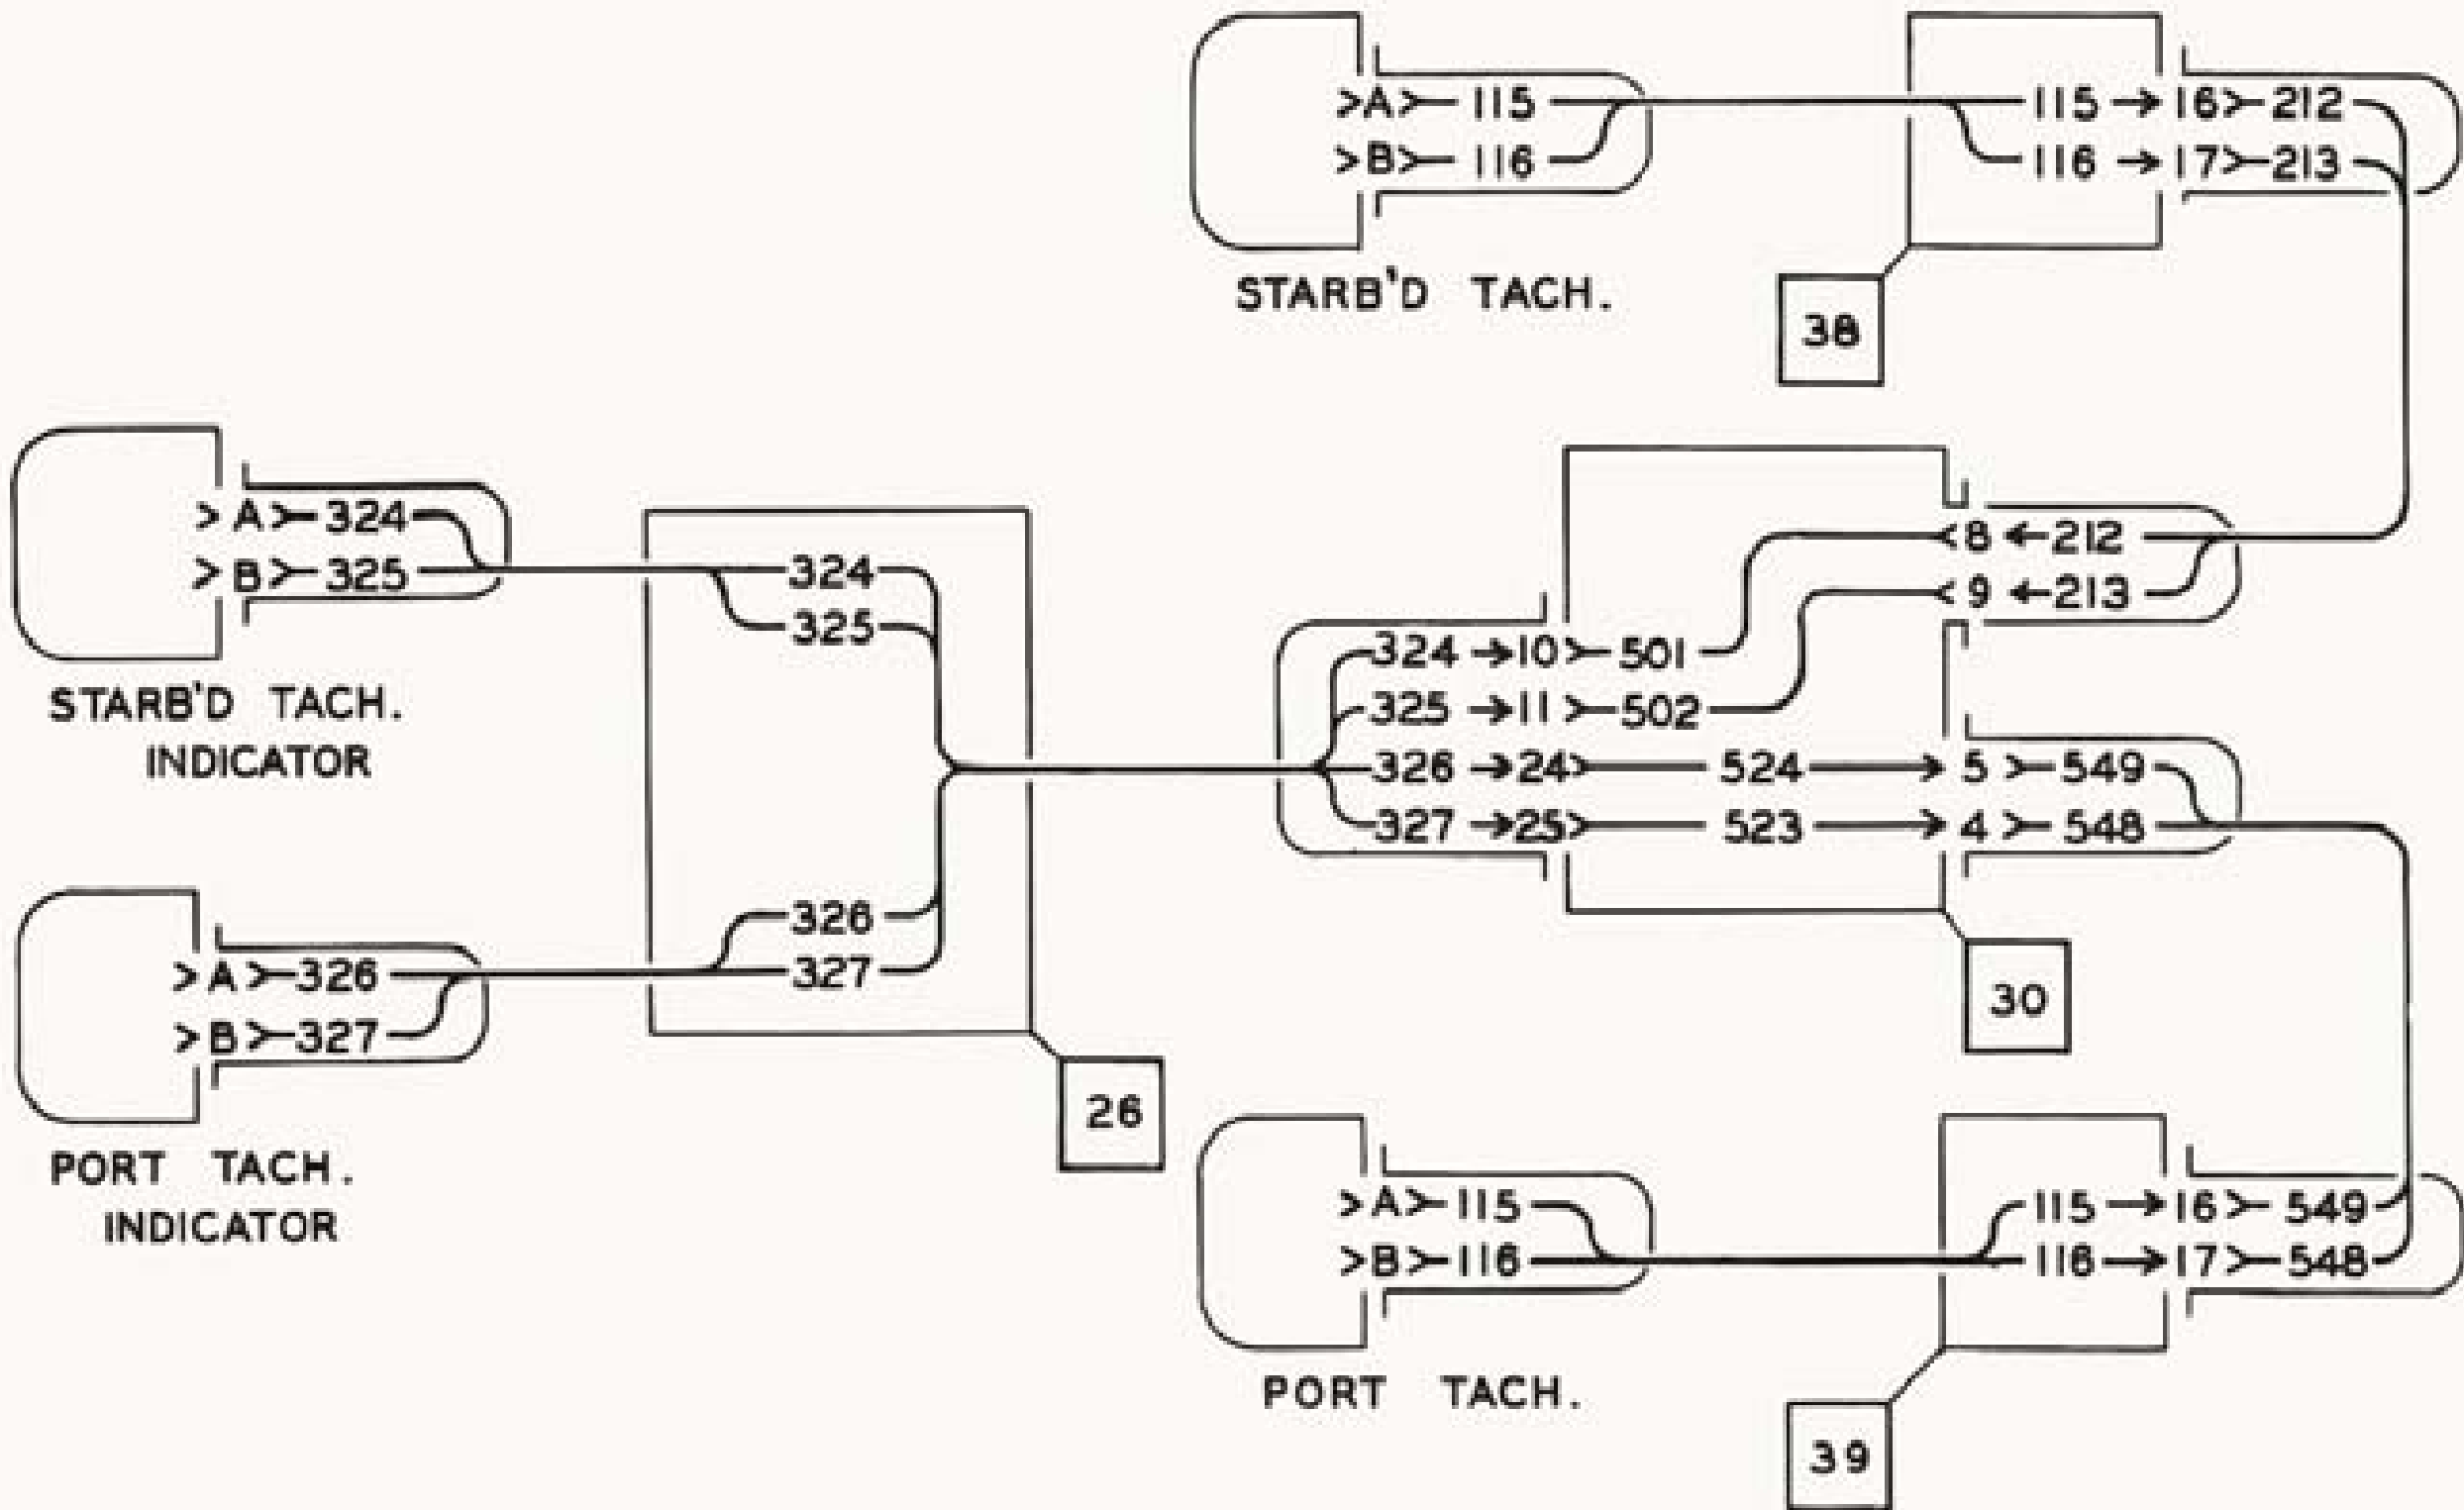 >A>— 115 — 115 → 16>— 212
>B>— 116 — 116 → 17>— 213
STARB'D TACH.
38
> A >— 324
> B >— 325
324
325
STARB'D TACH.
INDICATOR
<8 ← 212
<9 ← 213
324 → 10 >— 501
325 → 11 >— 502
326 → 24 >— 524 → 5 >— 549
327 → 25 >— 523 → 4 >— 548
30
326
327
> A >— 326
> B >— 327
26
PORT TACH.
INDICATOR
>A>— 115 — 115 → 16>— 549
>B>— 116 — 116 → 17>— 548
PORT TACH.
39